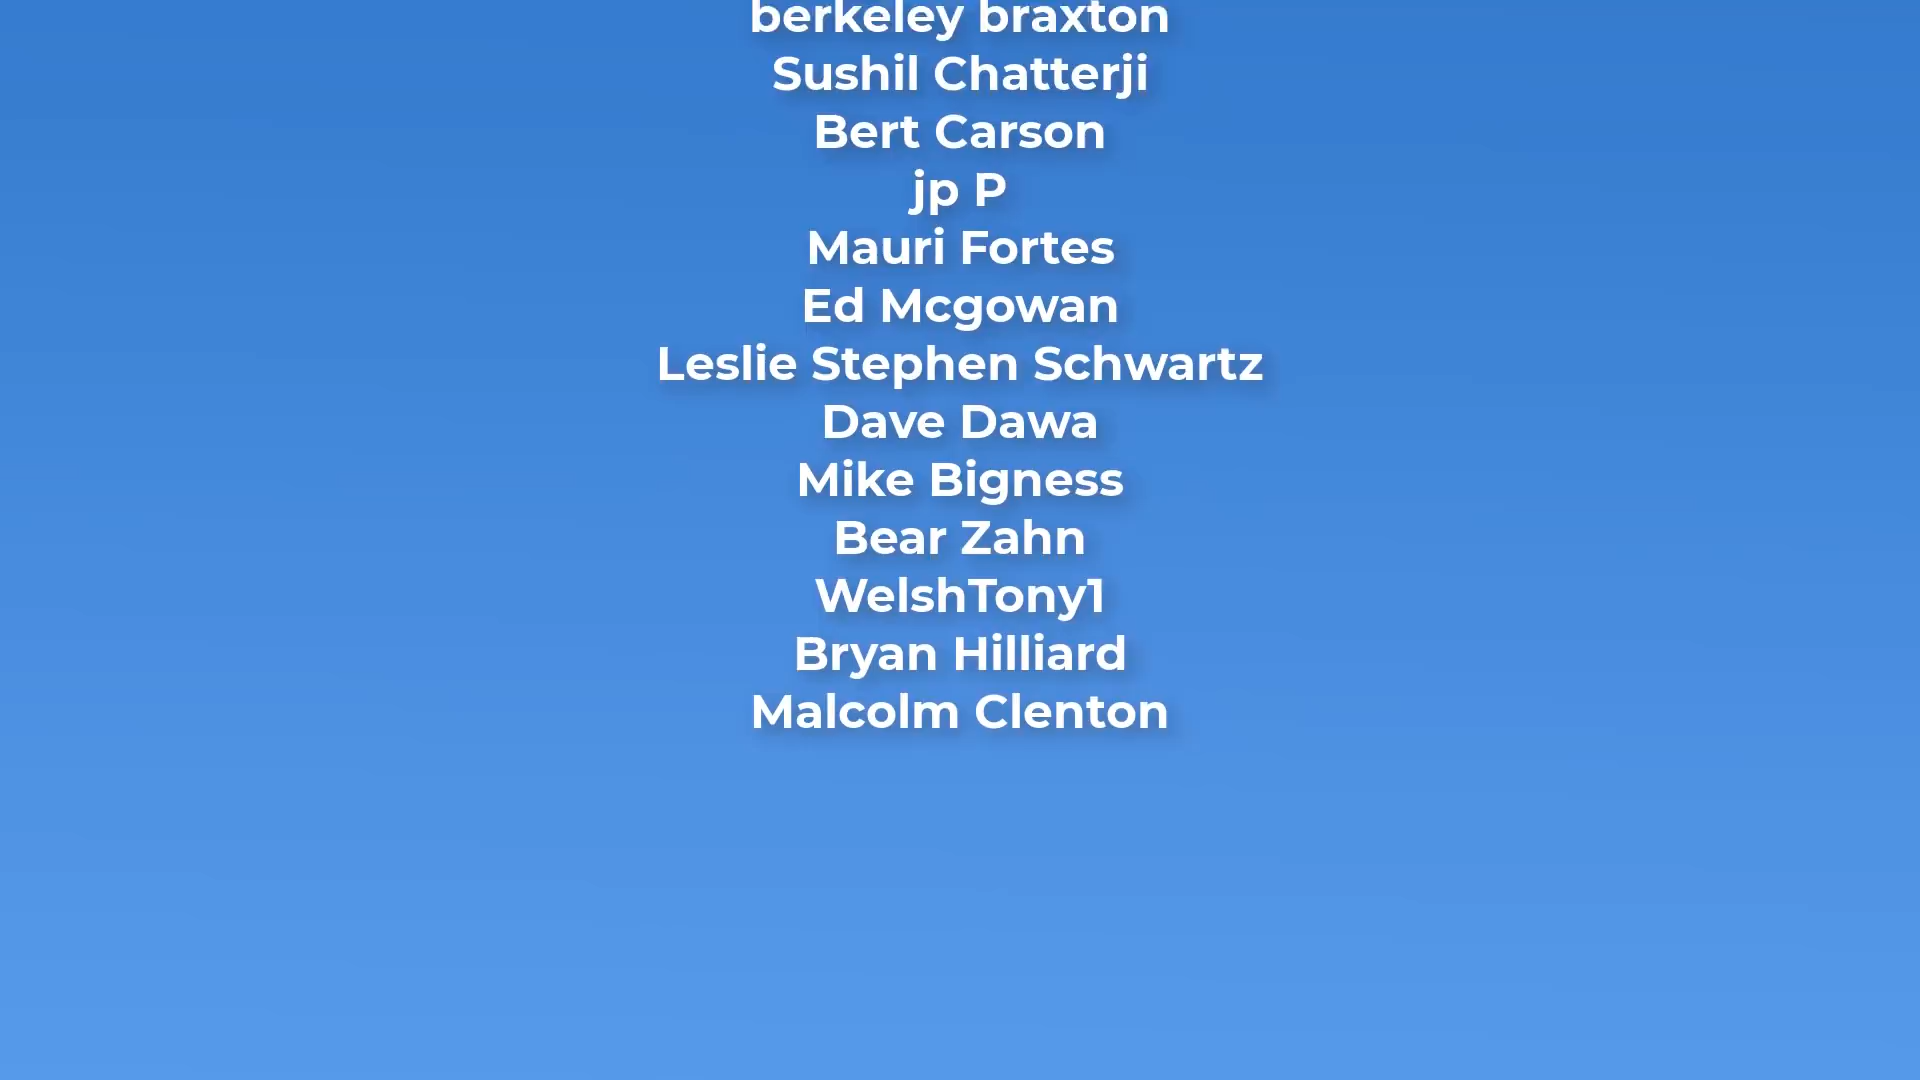 berkeley braxton
Sushil Chatterji
Bert Carson
jp P
Mauri Fortes
Ed Mcgowan
Leslie Stephen Schwartz
Dave Dawa
Mike Bigness
Bear Zahn
WelshTony1
Bryan Hilliard
Malcolm Clenton